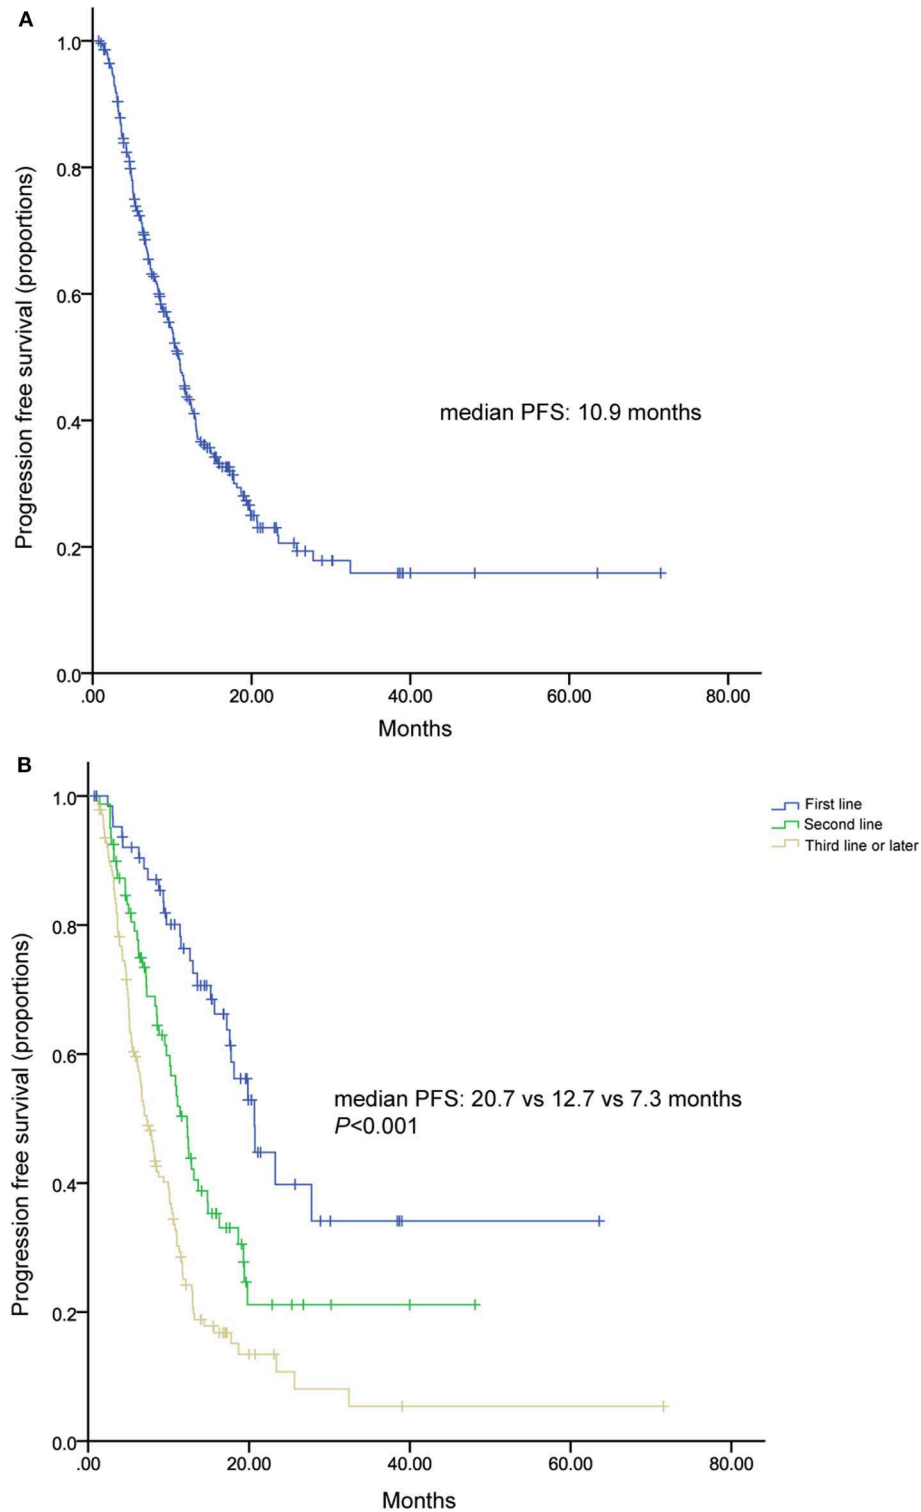 A
Progression free survival (proportions)
1.0
0.8
0.6
0.4
0.2
0.0
median PFS: 10.9 months
.00 20.00 40.00 60.00 80.00
Months
B
Progression free survival (proportions)
1.0
0.8
0.6
0.4
0.2
0.0
First line
Second line
Third line or later
median PFS: 20.7 vs 12.7 vs 7.3 months
P<0.001
.00 20.00 40.00 60.00 80.00
Months